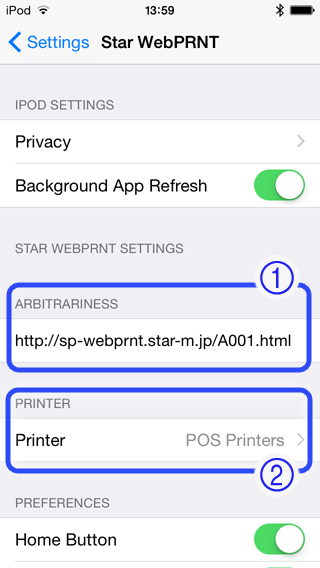 iPod 13:59
Settings Star WebPRNT
IPOD SETTINGS
Privacy
Background App Refresh
STAR WEBPRNT SETTINGS
①
ARBITRARINESS
http://sp-webprnt.star-m.jp/A001.html
PRINTER
Printer POS Printers
②
PREFERENCES
Home Button